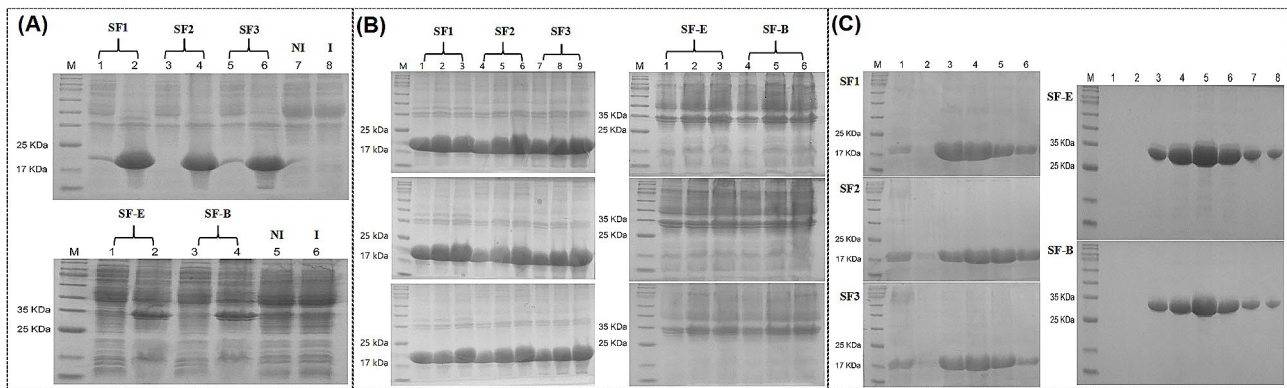 (A)
SF1 SF2 SF3 NI I
M 1 2 3 4 5 6 7 8
25 KDa
17 KDa
SF-E SF-B NI I
M 1 2 3 4 5 6
35 KDa
25 KDa
(B)
SF1 SF2 SF3
M 1 2 3 4 5 6 7 8 9
25 kDa
17 kDa
25 kDa
17 kDa
25 kDa
17 kDa
SF-E SF-B
M 1 2 3 4 5 6
35 kDa
25 kDa
35 kDa
25 kDa
35 kDa
25 kDa
(C)
M 1 2 3 4 5 6
SF1
25 KDa
17 KDa
SF2
25 KDa
17 KDa
SF3
25 KDa
17 KDa
M 1 2 3 4 5 6 7 8
SF-E
35 KDa
25 KDa
SF-B
35 KDa
25 KDa